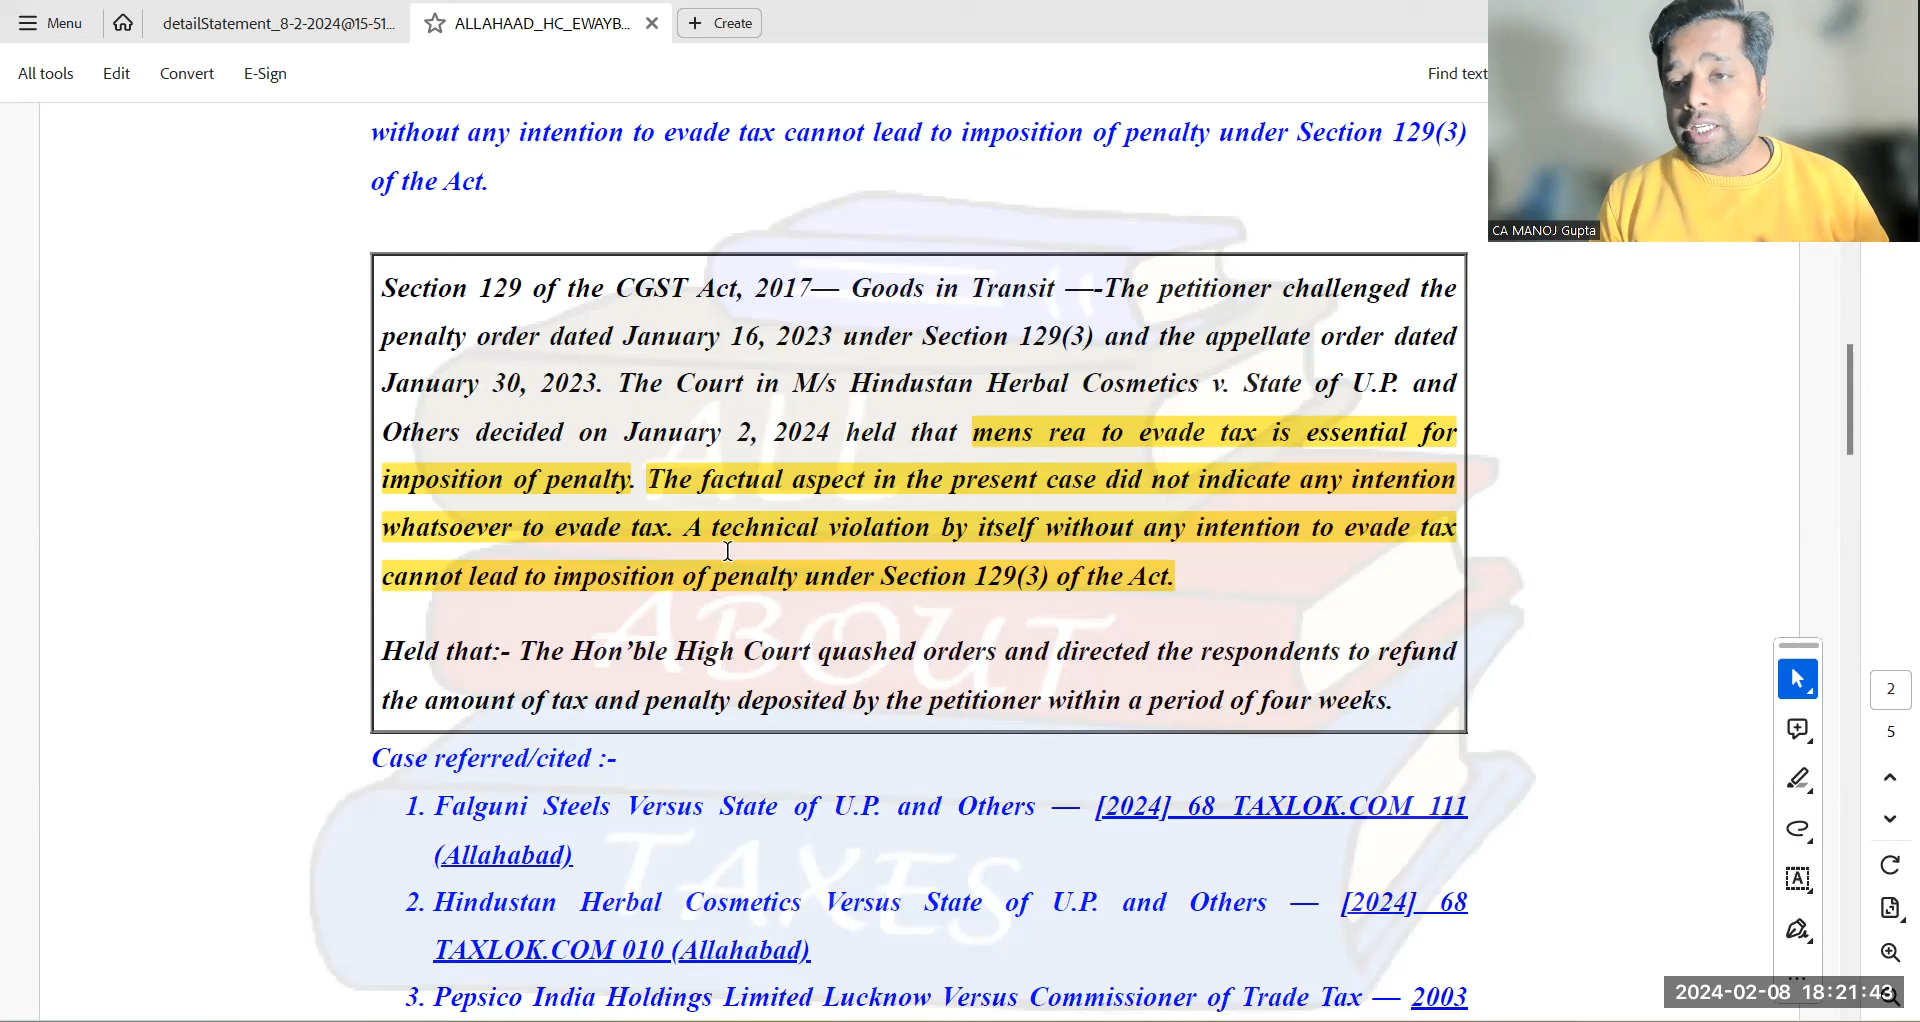 Menu
detailStatement_8-2-2024@15-51...
ALLAHAAD_HC_EWAYB...
Create
All tools
Edit
Convert
E-Sign
Find text
CA MANOJ Gupta
without any intention to evade tax cannot lead to imposition of penalty under Section 129(3)
of the Act.
Section 129 of the CGST Act, 2017— Goods in Transit —-The petitioner challenged the
penalty order dated January 16, 2023 under Section 129(3) and the appellate order dated
January 30, 2023. The Court in M/s Hindustan Herbal Cosmetics v. State of U.P. and
Others decided on January 2, 2024 held that mens rea to evade tax is essential for
imposition of penalty. The factual aspect in the present case did not indicate any intention
whatsoever to evade tax. A technical violation by itself without any intention to evade tax
cannot lead to imposition of penalty under Section 129(3) of the Act.
Held that:- The Hon’ble High Court quashed orders and directed the respondents to refund
the amount of tax and penalty deposited by the petitioner within a period of four weeks.
Case referred/cited :-
1. Falguni Steels Versus State of U.P. and Others — [2024] 68 TAXLOK.COM 111
(Allahabad)
2. Hindustan Herbal Cosmetics Versus State of U.P. and Others — [2024] 68
TAXLOK.COM 010 (Allahabad)
3. Pepsico India Holdings Limited Lucknow Versus Commissioner of Trade Tax — 2003
ALL
ABOUT
TAXES
2
5
2024-02-08 18:21:43